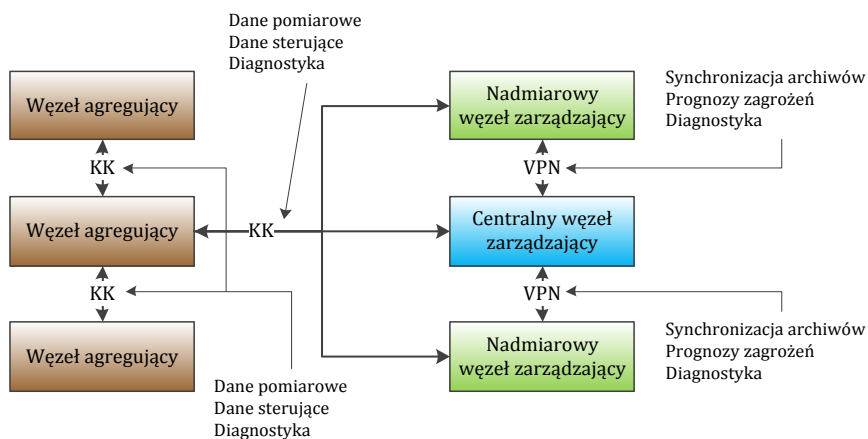 Dane pomiarowe
Dane sterujące
Diagnostyka
Węzeł agregujący
Nadmiarowy
węzeł zarządzający
Synchronizacja archiwów
Prognozy zagrożeń
Diagnostyka
KK
VPN
Węzeł agregujący
KK
Centralny węzeł
zarządzający
KK
VPN
Węzeł agregujący
Nadmiarowy
węzeł zarządzający
Synchronizacja archiwów
Prognozy zagrożeń
Diagnostyka
Dane pomiarowe
Dane sterujące
Diagnostyka